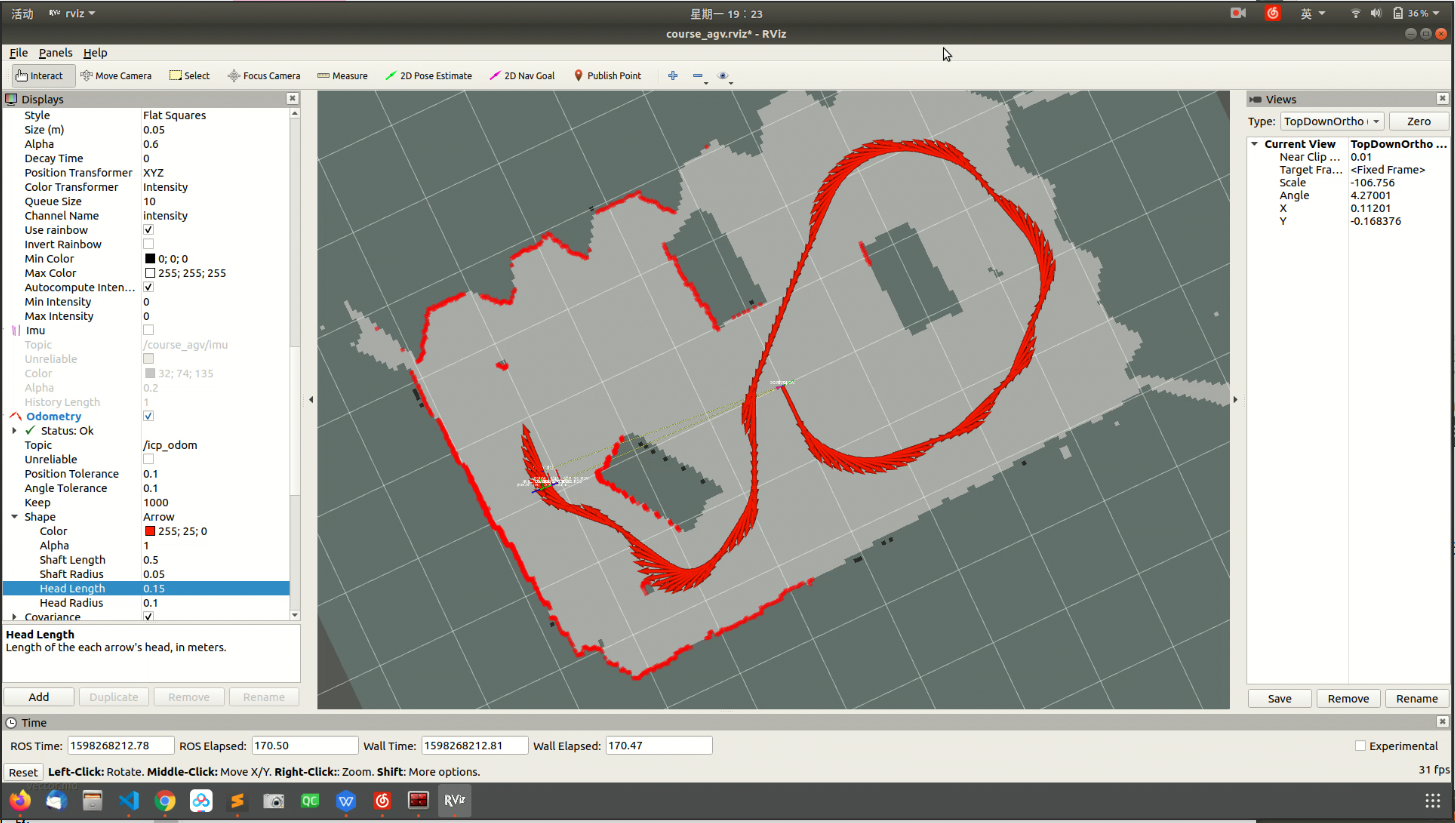 活动 RViz rviz 星期一 19：23 英 36 %
course_agv.rviz* - RViz
File Panels Help
Interact Move Camera Select Focus Camera Measure 2D Pose Estimate 2D Nav Goal Publish Point
Displays
Style Flat Squares
Size (m) 0.05
Alpha 0.6
Decay Time 0
Position Transformer XYZ
Color Transformer Intensity
Queue Size 10
Channel Name intensity
Use rainbow
Invert Rainbow
Min Color 0; 0; 0
Max Color 255; 255; 255
Autocompute Inten...
Min Intensity 0
Max Intensity 0
Imu
Topic /course_agv/imu
Unreliable
Color 32; 74; 135
Alpha 0.2
History Length 1
Odometry
Status: Ok
Topic /icp_odom
Unreliable
Position Tolerance 0.1
Angle Tolerance 0.1
Keep 1000
Shape Arrow
Color 255; 25; 0
Alpha 1
Shaft Length 0.5
Shaft Radius 0.05
Head Length 0.15
Head Radius 0.1
Covariance
Head Length
Length of the each arrow's head, in meters.
Add Duplicate Remove Rename
Views
Type: TopDownOrtho Zero
Current View TopDownOrtho ...
Near Clip ... 0.01
Target Fra... <Fixed Frame>
Scale -106.756
Angle 4.27001
X 0.11201
Y -0.168376
Save Remove Rename
Time
ROS Time: 1598268212.78 ROS Elapsed: 170.50 Wall Time: 1598268212.81 Wall Elapsed: 170.47 Experimental
Reset Left-Click: Rotate. Middle-Click: Move X/Y. Right-Click:: Zoom. Shift: More options. 31 fps
QC W RViz